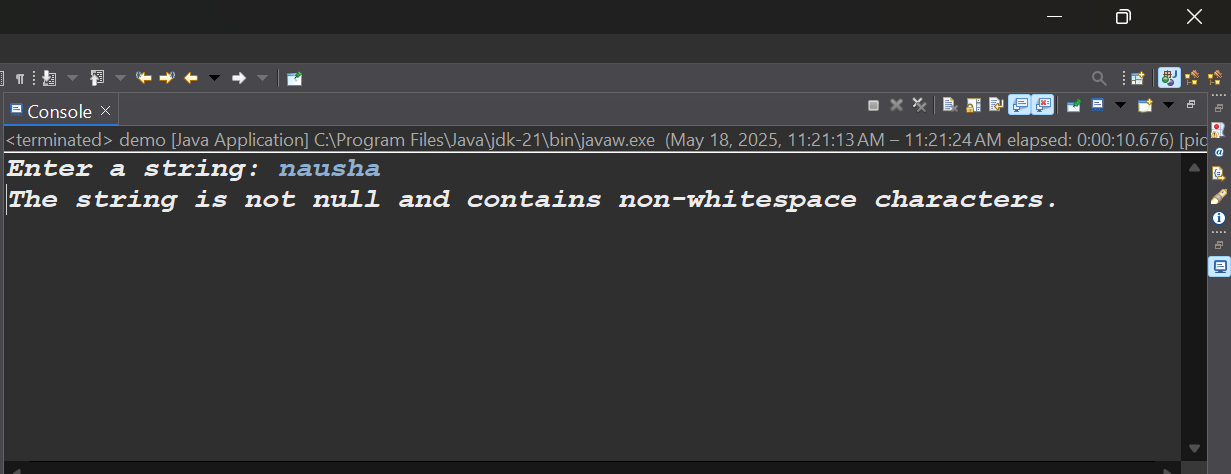 Console
<terminated> demo [Java Application] C:\Program Files\Java\jdk-21\bin\javaw.exe (May 18, 2025, 11:21:13 AM – 11:21:24 AM elapsed: 0:00:10.676) [pic
Enter a string: nausha
The string is not null and contains non-whitespace characters.